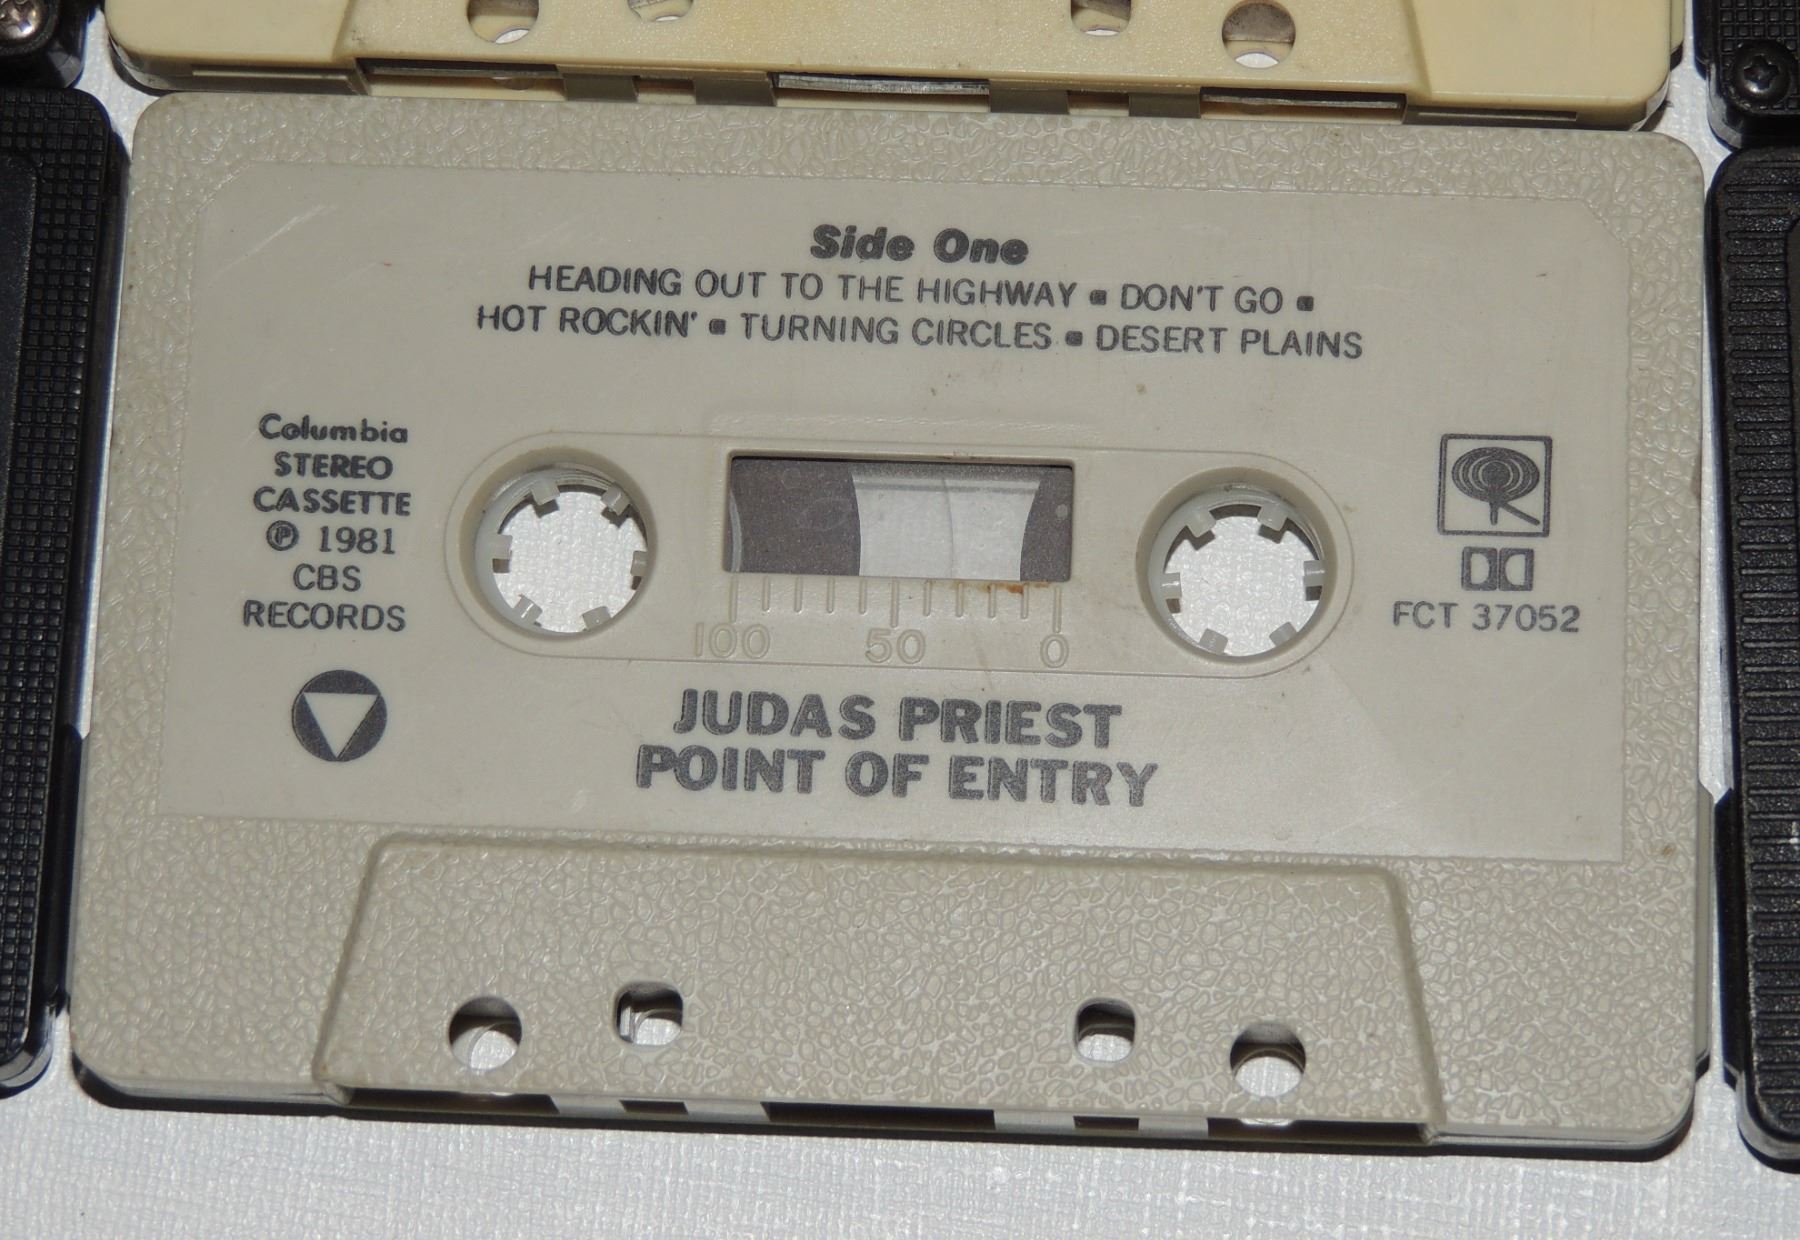 Side One
HEADING OUT TO THE HIGHWAY ▪ DON'T GO ▪
HOT ROCKIN' ▪ TURNING CIRCLES ▪ DESERT PLAINS
Columbia
STEREO
CASSETTE
℗ 1981
CBS
RECORDS
FCT 37052
100 50 0
JUDAS PRIEST
POINT OF ENTRY